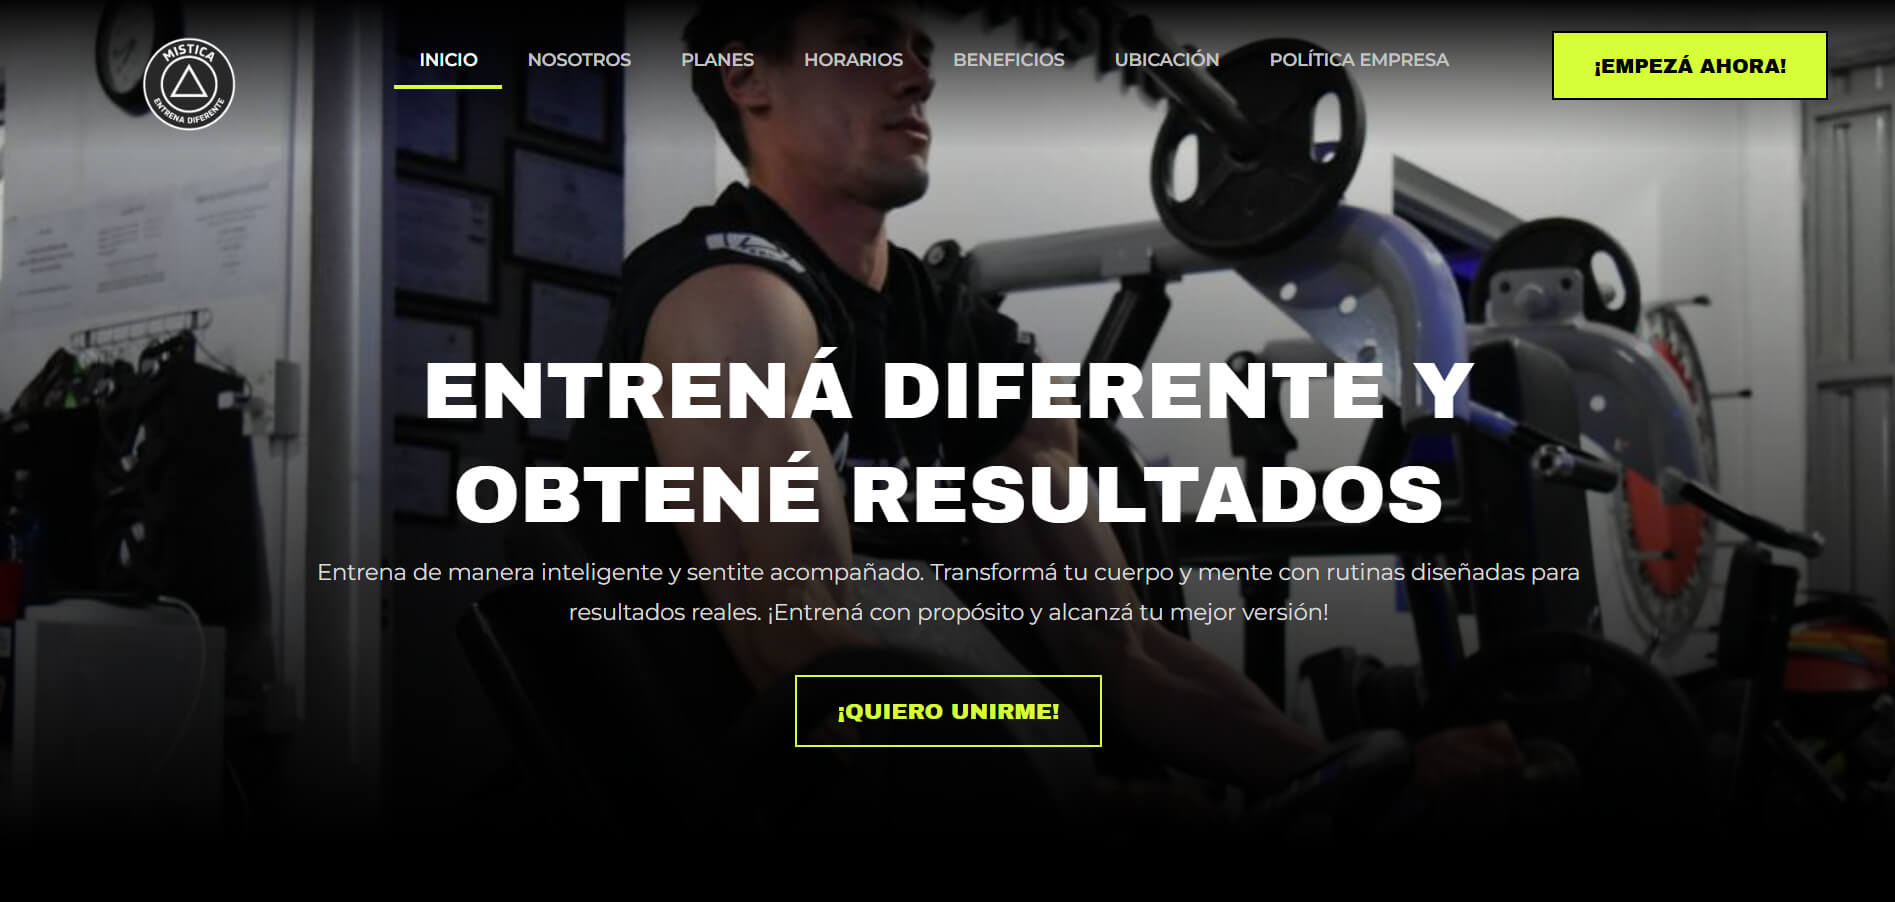 MISTICA
ENTRENA DIFERENTE
INICIO
NOSOTROS
PLANES
HORARIOS
BENEFICIOS
UBICACIÓN
POLÍTICA EMPRESA
¡EMPEZÁ AHORA!
ENTRENÁ DIFERENTE Y
OBTENÉ RESULTADOS
Entrena de manera inteligente y sentite acompañado. Transformá tu cuerpo y mente con rutinas diseñadas para
resultados reales. ¡Entrená con propósito y alcanzá tu mejor versión!
¡QUIERO UNIRME!